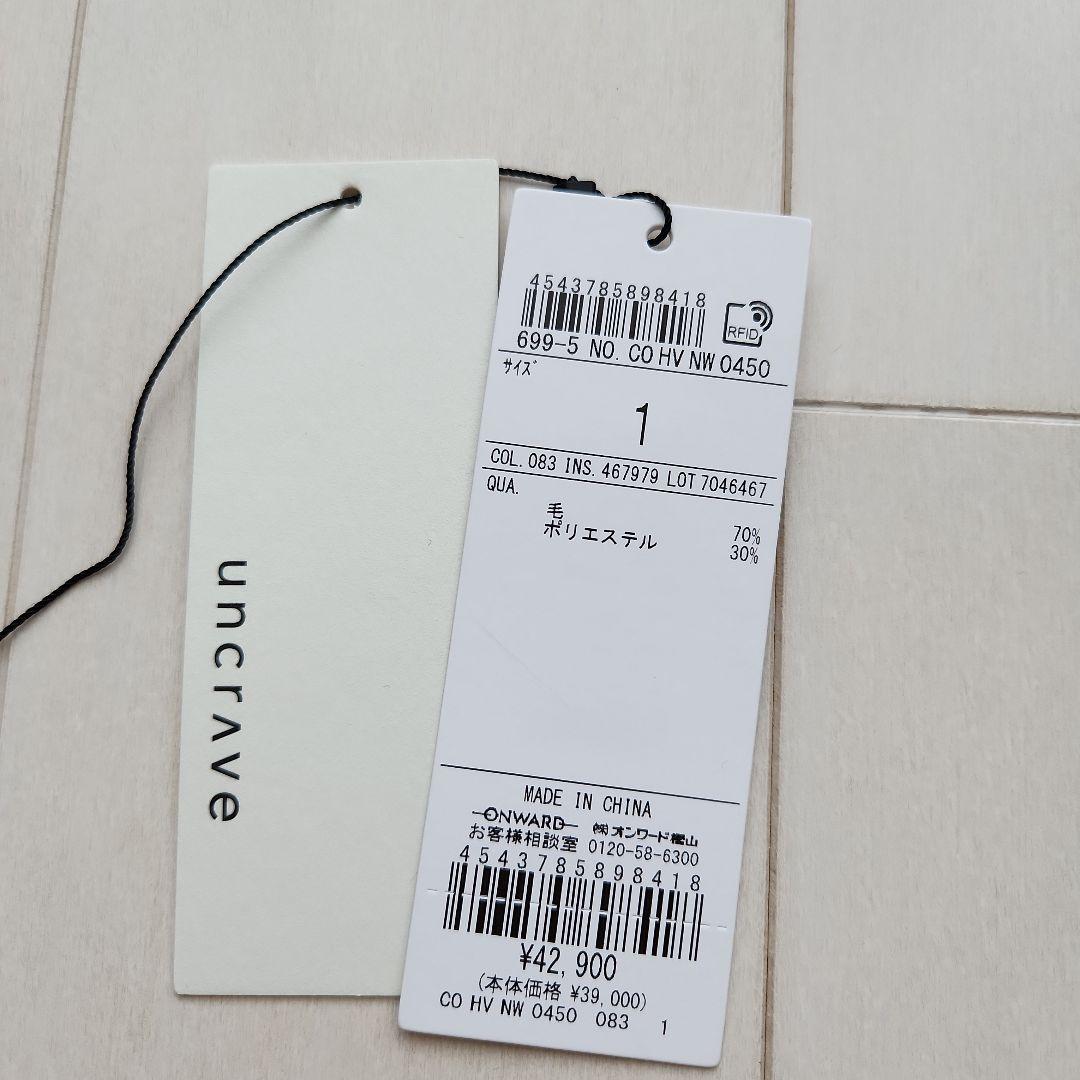 uncrave
4543785898418
RFID
699-5 NO. CO HV NW 0450
サイズ
1
COL. 083 INS. 467979 LOT 7046467
QUA.
毛 70%
ポリエステル 30%
MADE IN CHINA
ONWARD ㈱オンワード樫山
お客様相談室 0120-58-6300
4543785898418
¥42,900
(本体価格 ¥39,000)
CO HV NW 0450 083 1